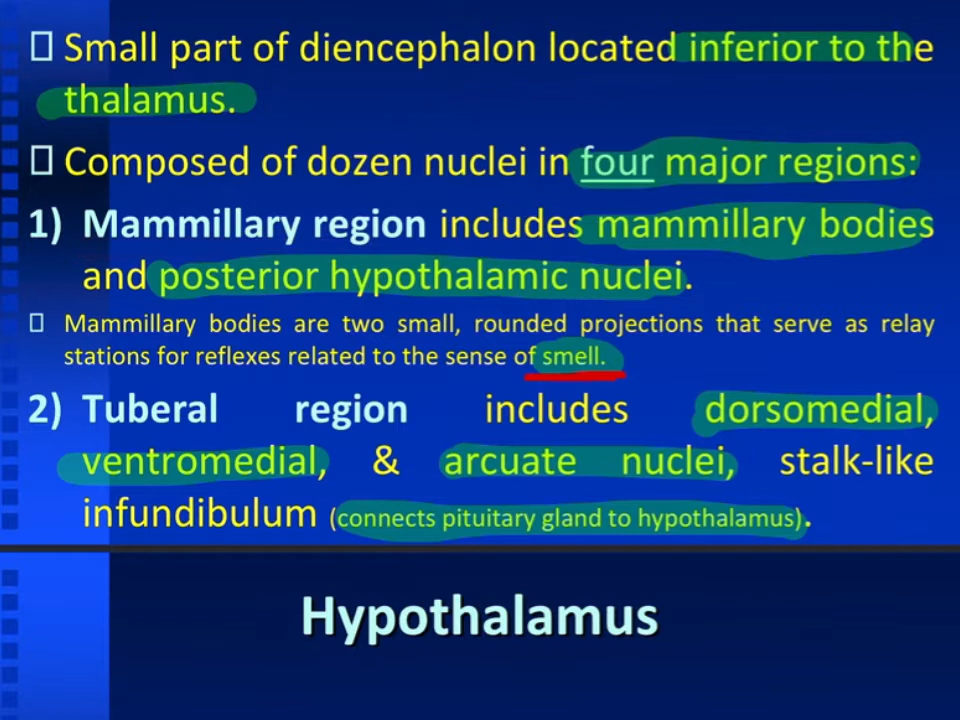 ▯ Small part of diencephalon located inferior to the
thalamus.
▯ Composed of dozen nuclei in four major regions:
1) Mammillary region includes mammillary bodies
and posterior hypothalamic nuclei.
▯ Mammillary bodies are two small, rounded projections that serve as relay
stations for reflexes related to the sense of smell.
2) Tuberal region includes dorsomedial,
ventromedial, & arcuate nuclei, stalk-like
infundibulum (connects pituitary gland to hypothalamus).
Hypothalamus